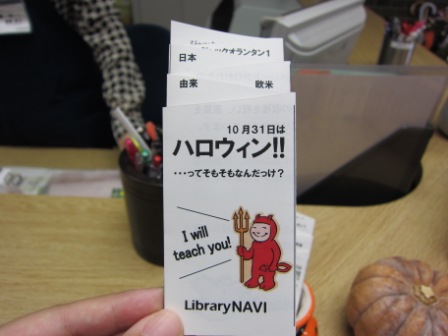 ジャックオランタン1
日本
由来 欧米
10月31日は
ハロウィン!!
・・・ってそもそもなんだっけ？
I will
teach you!
LibraryNAVI